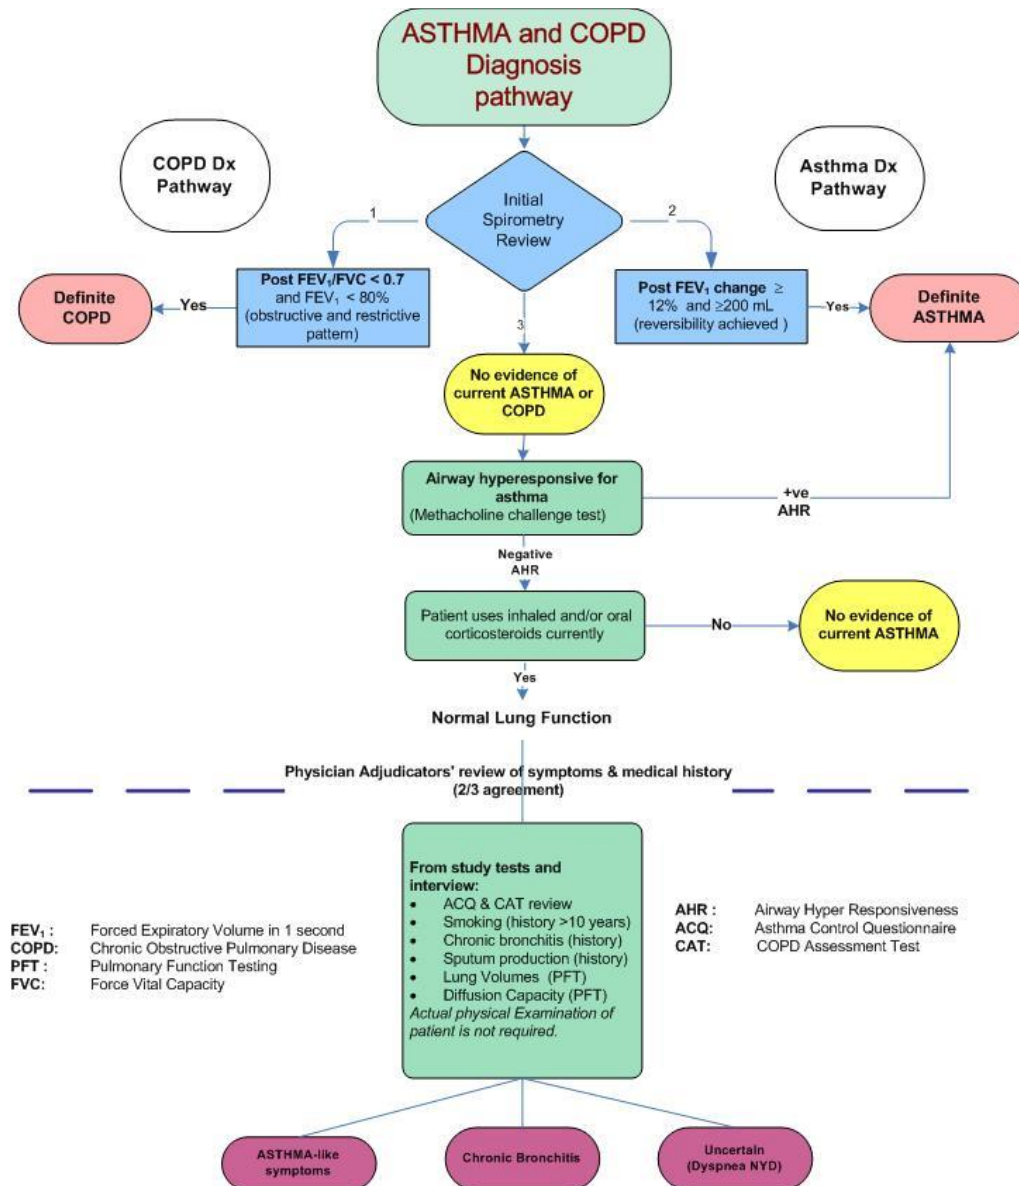 ASTHMA and COPD
Diagnosis
pathway
COPD Dx
Pathway
Asthma Dx
Pathway
Initial
Spirometry
Review
1
2
3
Post FEV₁/FVC < 0.7
and FEV₁ < 80%
(obstructive and restrictive
pattern)
Yes
Definite
COPD
Post FEV₁ change ≥
12% and ≥200 mL
(reversibility achieved )
Yes
Definite
ASTHMA
No evidence of
current ASTHMA or
COPD
Airway hyperesponsive for
asthma
(Methacholine challenge test)
+ve
AHR
Negative
AHR
Patient uses inhaled and/or oral
corticosteroids currently
No
No evidence of
current ASTHMA
Yes
Normal Lung Function
Physician Adjudicators' review of symptoms & medical history
(2/3 agreement)
From study tests and
interview:
• ACQ & CAT review
• Smoking (history >10 years)
• Chronic bronchitis (history)
• Sputum production (history)
• Lung Volumes (PFT)
• Diffusion Capacity (PFT)
Actual physical Examination of
patient is not required.
FEV₁ : Forced Expiratory Volume in 1 second
COPD: Chronic Obstructive Pulmonary Disease
PFT : Pulmonary Function Testing
FVC: Force Vital Capacity
AHR : Airway Hyper Responsiveness
ACQ: Asthma Control Questionnaire
CAT: COPD Assessment Test
ASTHMA-like
symptoms
Chronic Bronchitis
Uncertain
(Dyspnea NYD)